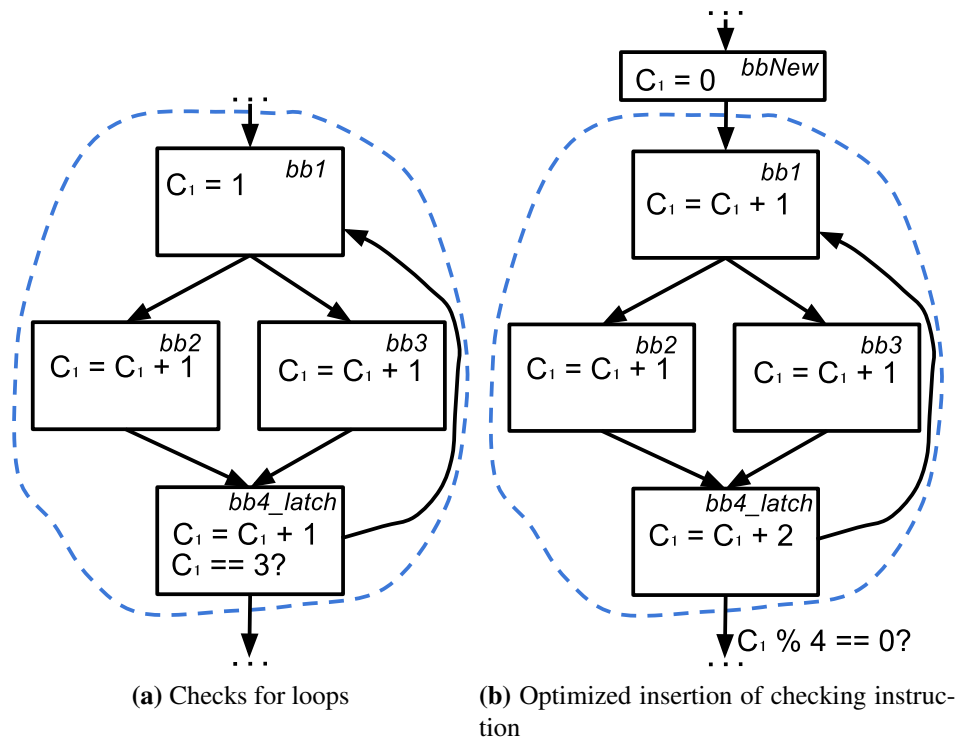 ...
bb1
C₁ = 1
bb2
C₁ = C₁ + 1
bb3
C₁ = C₁ + 1
bb4_latch
C₁ = C₁ + 1
C₁ == 3?
...
(a) Checks for loops
...
bbNew
C₁ = 0
bb1
C₁ = C₁ + 1
bb2
C₁ = C₁ + 1
bb3
C₁ = C₁ + 1
bb4_latch
C₁ = C₁ + 2
C₁ % 4 == 0?
...
(b) Optimized insertion of checking instruc-
tion